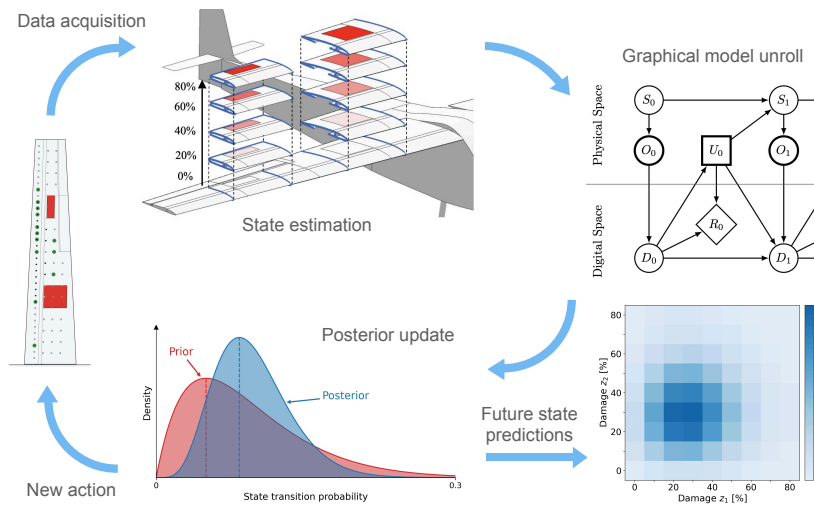 Data acquisition
80%
60%
40%
20%
0%
State estimation
Graphical model unroll
Physical Space
Digital Space
S₀
S₁
O₀
U₀
O₁
R₀
D₀
D₁
Posterior update
Prior
Posterior
Density
0
0.3
State transition probability
New action
Future state
predictions
Damage z₂ [%]
80
60
40
20
0
0
20
40
60
80
Damage z₁ [%]